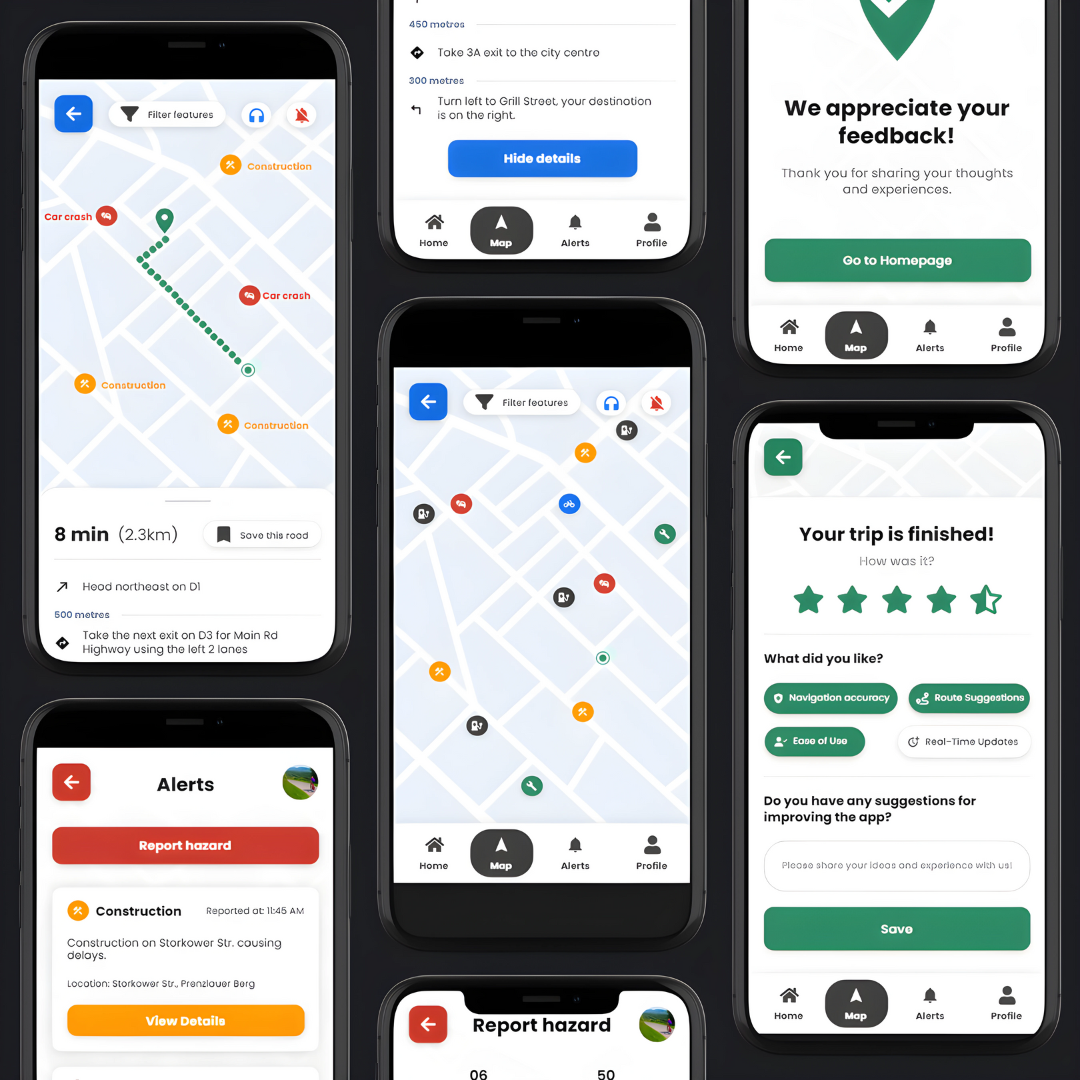 Filter features
Construction
Car crash
Car crash
Construction
Construction
8 min (2.3km)
Save this road
Head northeast on D1
500 metres
Take the next exit on D3 for Main Rd
Highway using the left 2 lanes
Alerts
Report hazard
Construction
Reported at: 11:45 AM
Construction on Storkower Str. causing
delays.
Location: Storkower Str., Prenzlauer Berg
View Details
450 metres
Take 3A exit to the city centro
300 metres
Turn left to Grill Street, your destination
is on the right.
Hide details
Home
Map
Alerts
Profile
Filter features
Home
Map
Alerts
Profile
Report hazard
06
50
We appreciate your
feedback!
Thank you for sharing your thoughts
and experiences.
Go to Homepage
Home
Map
Alerts
Profile
Your trip is finished!
How was it?
What did you like?
Navigation accuracy
Route Suggestions
Ease of Use
Real-Time Updates
Do you have any suggestions for
improving the app?
Please share your ideas and experience with us!
Save
Home
Map
Alerts
Profile